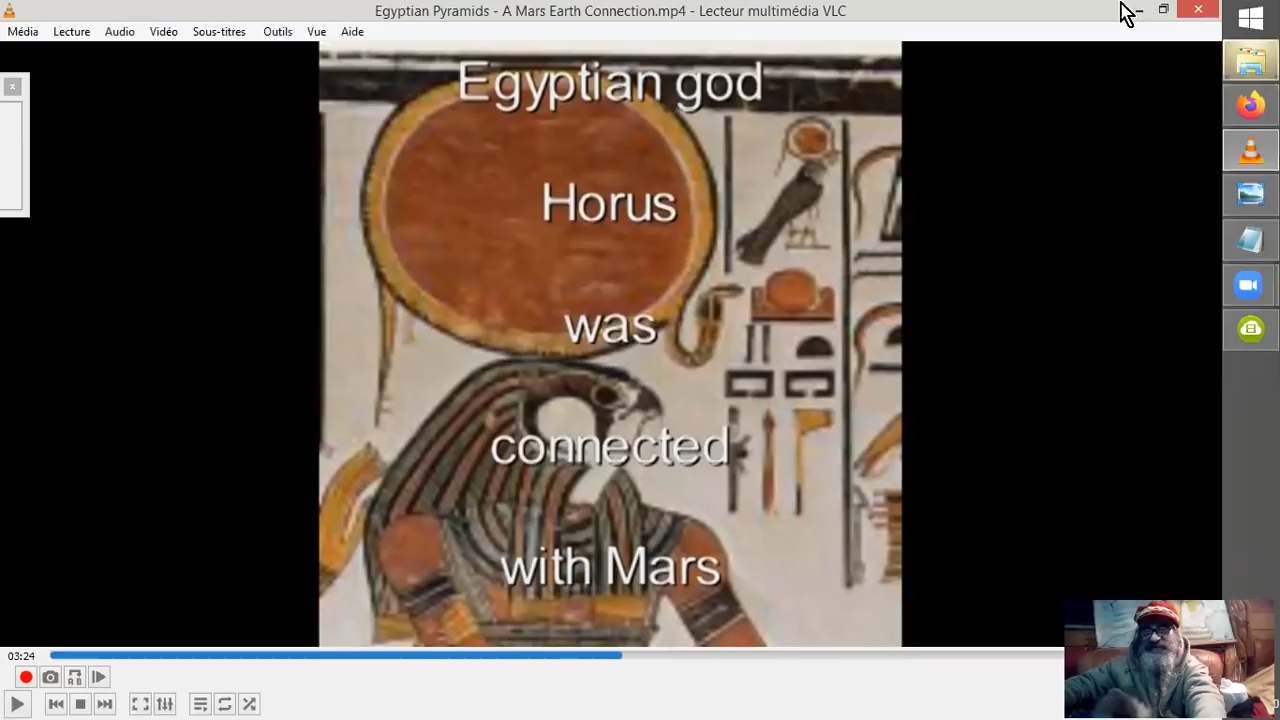 Egyptian Pyramids - A Mars Earth Connection.mp4 - Lecteur multimédia VLC
Média Lecture Audio Vidéo Sous-titres Outils Vue Aide
Egyptian god
Horus
was
connected
with Mars
03:24